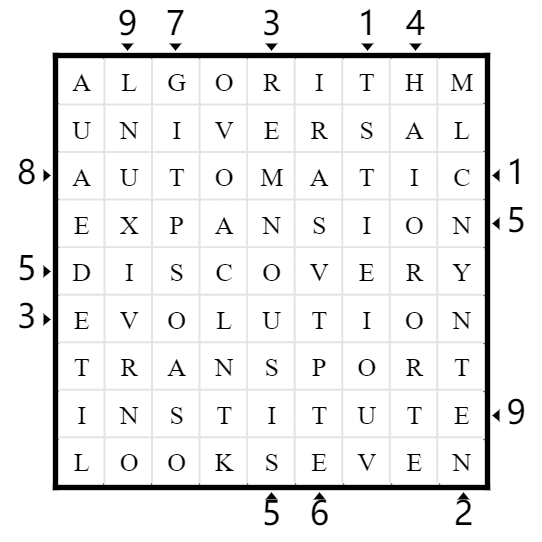 9 7 3 1 4
A L G O R I T H M
U N I V E R S A L
8 A U T O M A T I C 1
E X P A N S I O N 5
5 D I S C O V E R Y
3 E V O L U T I O N
T R A N S P O R T
I N S T I T U T E 9
L O O K S E V E N
5 6 2